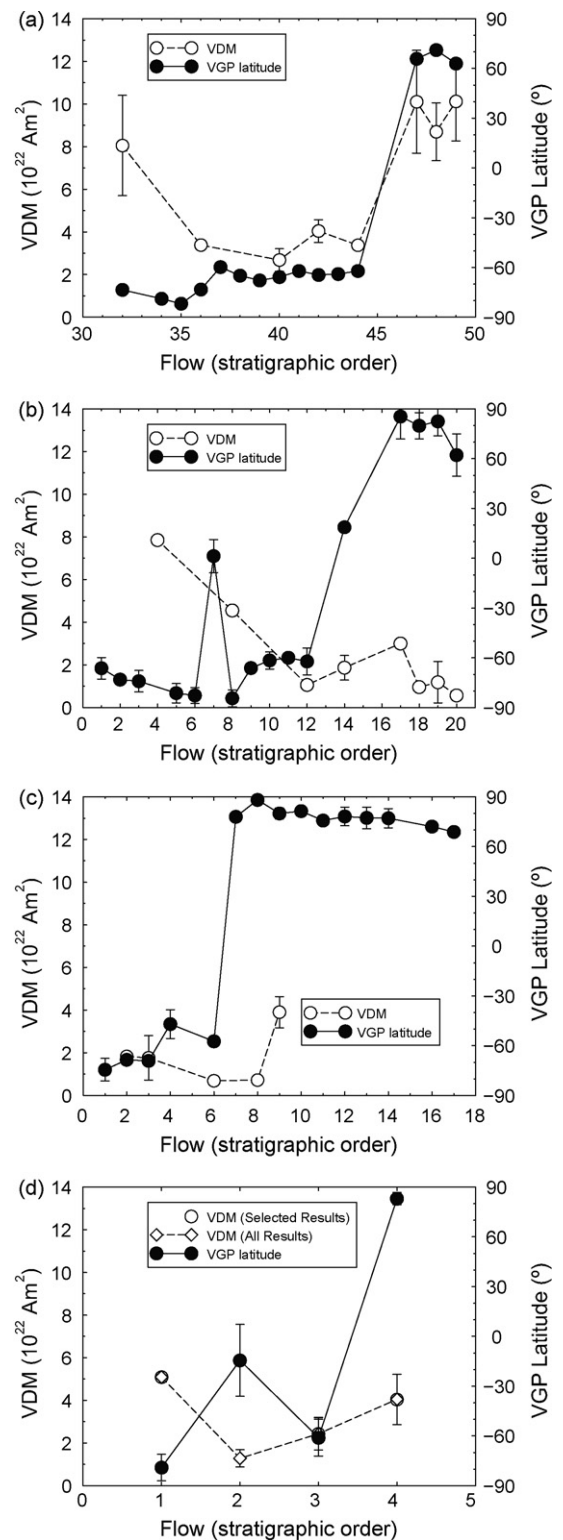 (a)
VDM
VGP latitude
14
12
10
8
6
4
2
0
VDM (10²² Am²)
90
60
30
0
−30
−60
−90
VGP Latitude (º)
30 35 40 45 50
Flow (stratigraphic order)
(b)
VDM
VGP latitude
14
12
10
8
6
4
2
0
VDM (10²² Am²)
90
60
30
0
−30
−60
−90
VGP Latitude (º)
0 2 4 6 8 10 12 14 16 18 20
Flow (stratigraphic order)
(c)
VDM
VGP latitude
14
12
10
8
6
4
2
0
VDM (10²² Am²)
90
60
30
0
−30
−60
−90
VGP Latitude (º)
0 2 4 6 8 10 12 14 16 18
Flow (stratigraphic order)
(d)
VDM (Selected Results)
VDM (All Results)
VGP latitude
14
12
10
8
6
4
2
0
VDM (10²² Am²)
90
60
30
0
−30
−60
−90
VGP Latitude (º)
0 1 2 3 4 5
Flow (stratigraphic order)